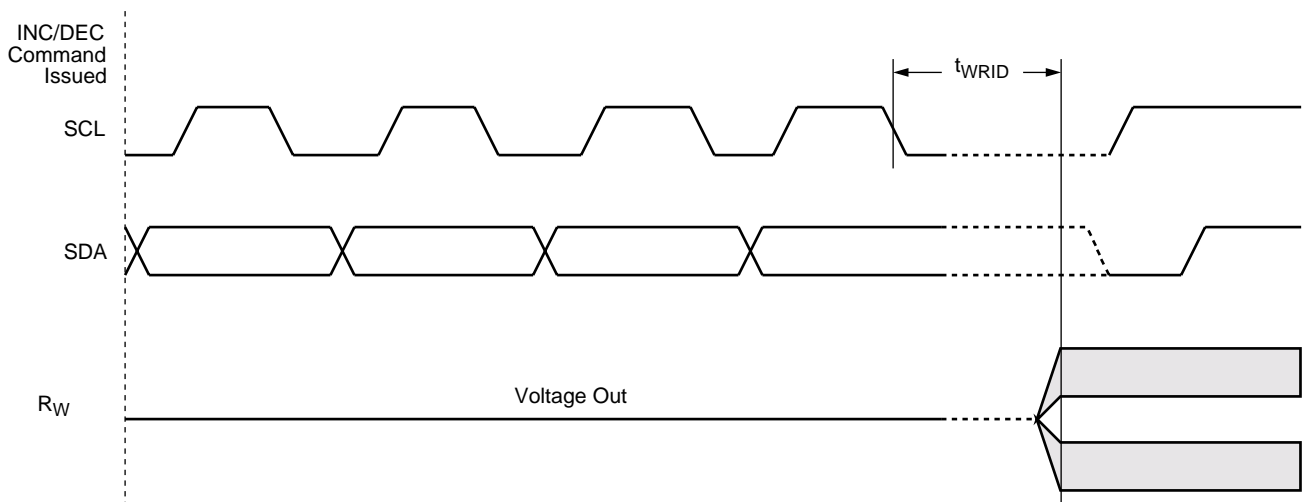 INC/DEC
Command
Issued
tWRID
SCL
SDA
Voltage Out
RW